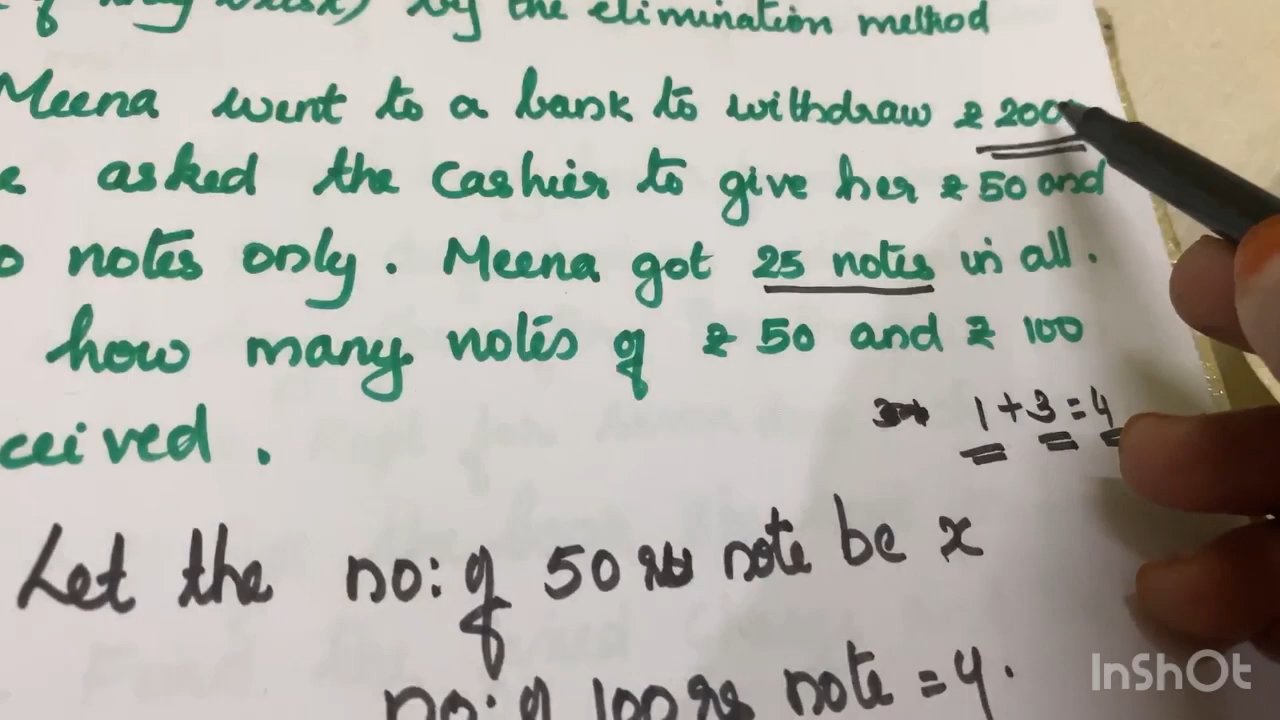 by the elimination method
Meena went to a bank to withdraw ₹ 200
asked the cashier to give her ₹ 50 and
notes only. Meena got 25 notes in all.
how many notes of ₹ 50 and ₹ 100
ceived.
1 + 3 = 4
Let the no: of 50 rs note be x
no: of 100 rs note = y.
InShOt